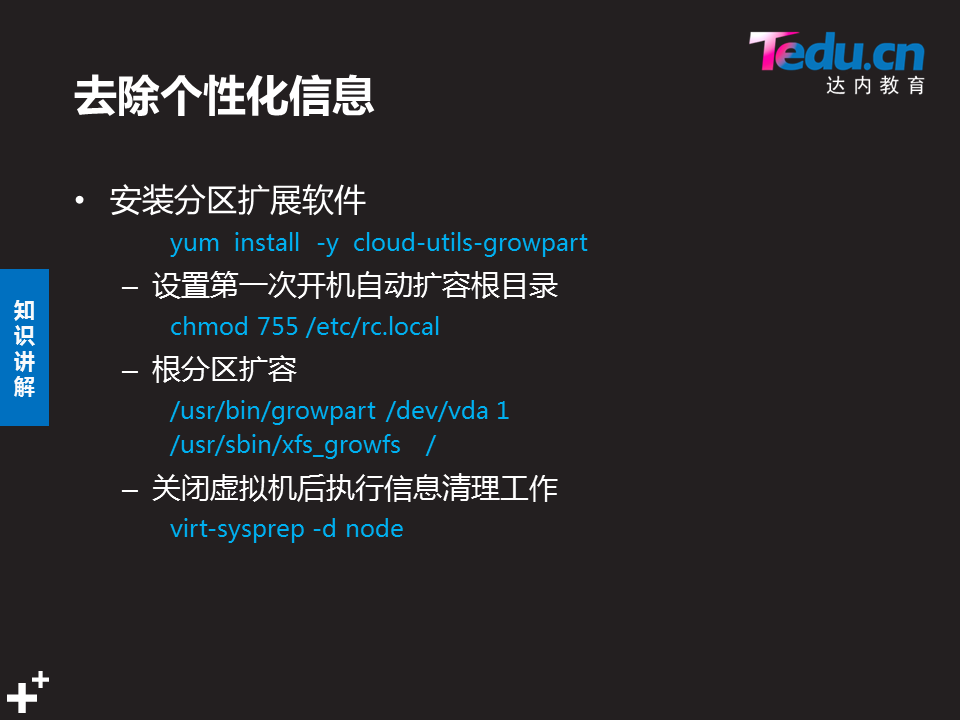 Tedu.cn
达内教育
去除个性化信息
• 安装分区扩展软件
yum install -y cloud-utils-growpart
– 设置第一次开机自动扩容根目录
chmod 755 /etc/rc.local
– 根分区扩容
/usr/bin/growpart /dev/vda 1
/usr/sbin/xfs_growfs /
– 关闭虚拟机后执行信息清理工作
virt-sysprep -d node
知识讲解